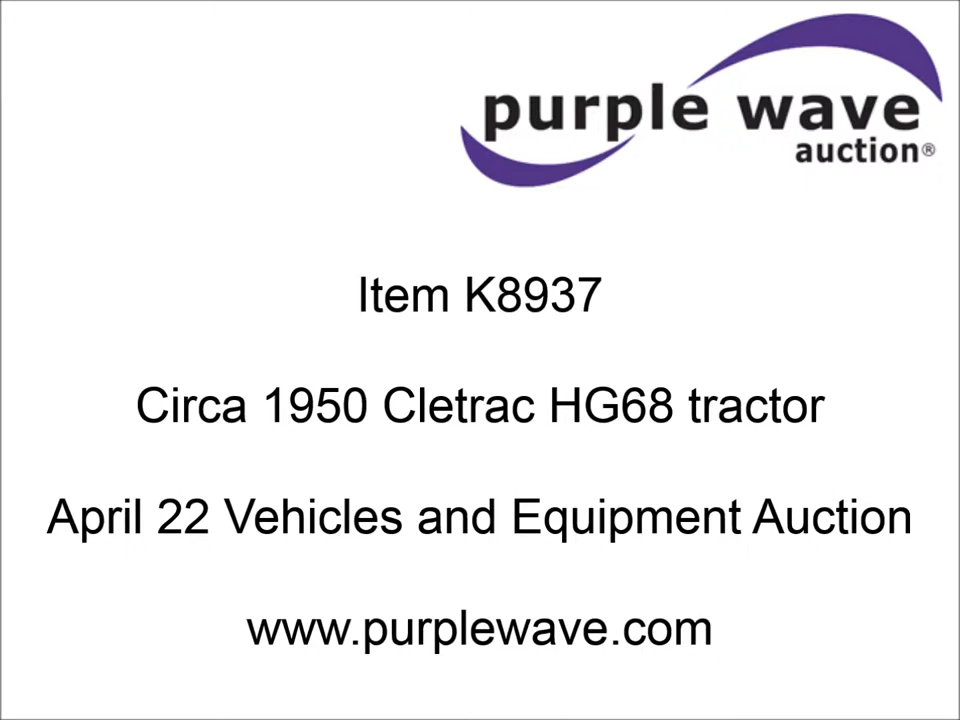 purple wave
auction®
Item K8937
Circa 1950 Cletrac HG68 tractor
April 22 Vehicles and Equipment Auction
www.purplewave.com